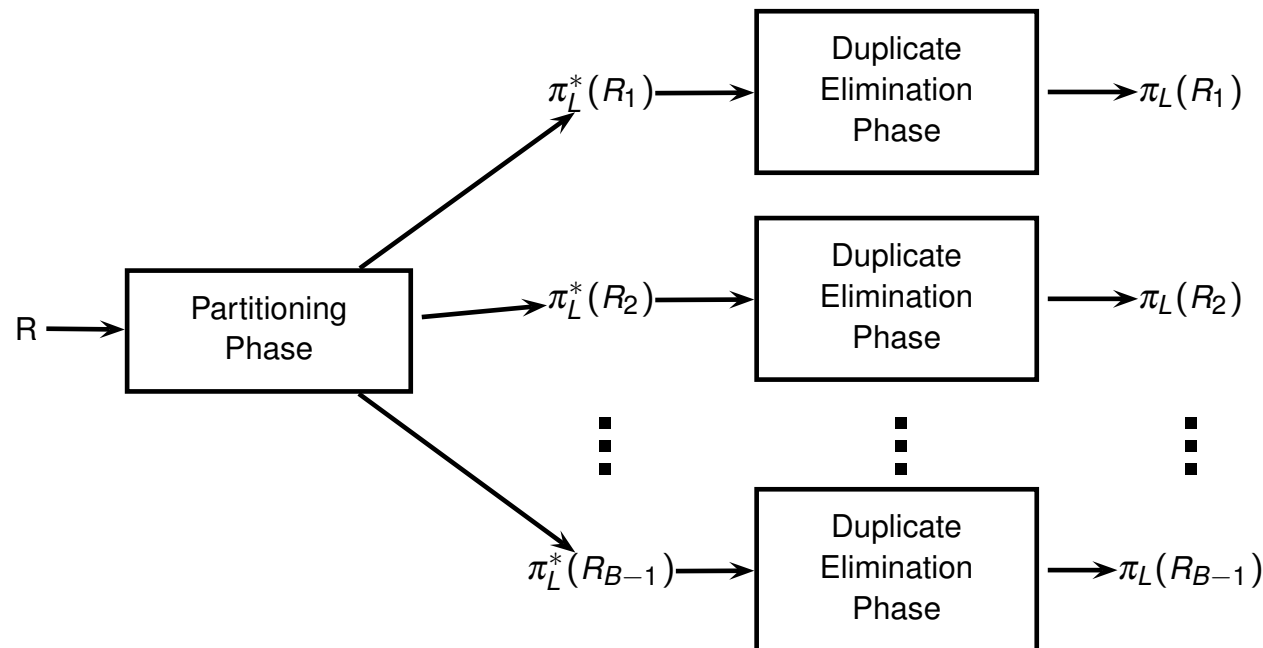 Duplicate
Elimination
Phase
π*L(R1)
πL(R1)
Duplicate
Elimination
Phase
π*L(R2)
πL(R2)
R
Partitioning
Phase
Duplicate
Elimination
Phase
π*L(RB−1)
πL(RB−1)